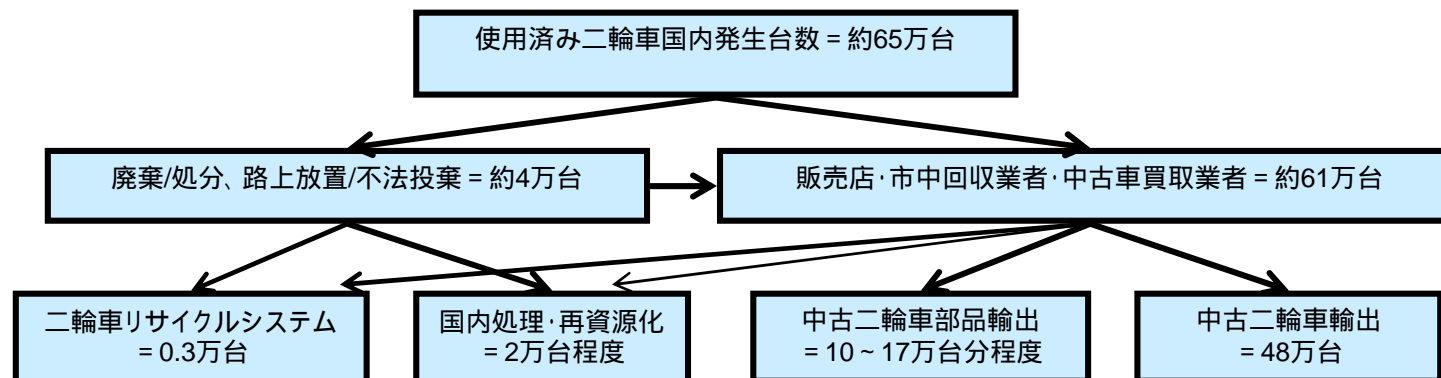 使用済み二輪車国内発生台数 = 約65万台
廃棄/処分、路上放置/不法投棄 = 約4万台
販売店・市中回収業者・中古車買取業者 = 約61万台
二輪車リサイクルシステム
= 0.3万台
国内処理・再資源化
= 2万台程度
中古二輪車部品輸出
= 10~17万台分程度
中古二輪車輸出
= 48万台